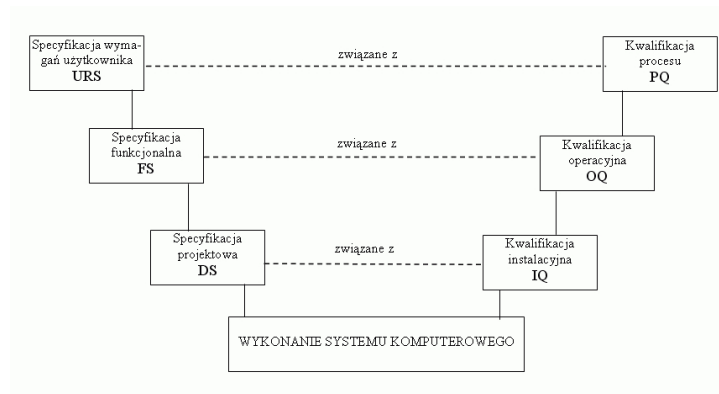 Specyfikacja wyma-
gań użytkownika
URS
związane z
Kwalifikacja
procesu
PQ
Specyfikacja
funkcjonalna
FS
związane z
Kwalifikacja
operacyjna
OQ
Specyfikacja
projektowa
DS
związane z
Kwalifikacja
instalacyjna
IQ
WYKONANIE SYSTEMU KOMPUTEROWEGO